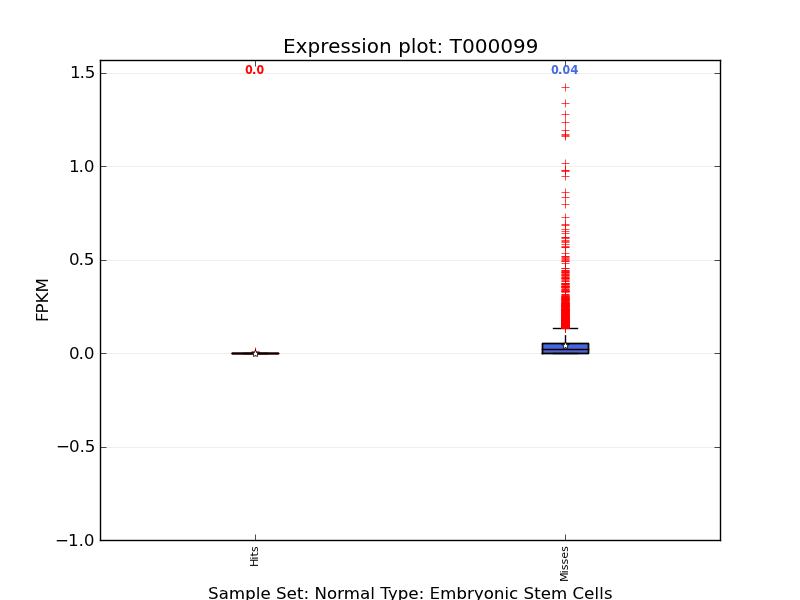 Expression plot: T000099
0.0
0.04
1.5
1.0
0.5
0.0
−0.5
−1.0
FPKM
Hits
Misses
Sample Set: Normal Type: Embryonic Stem Cells